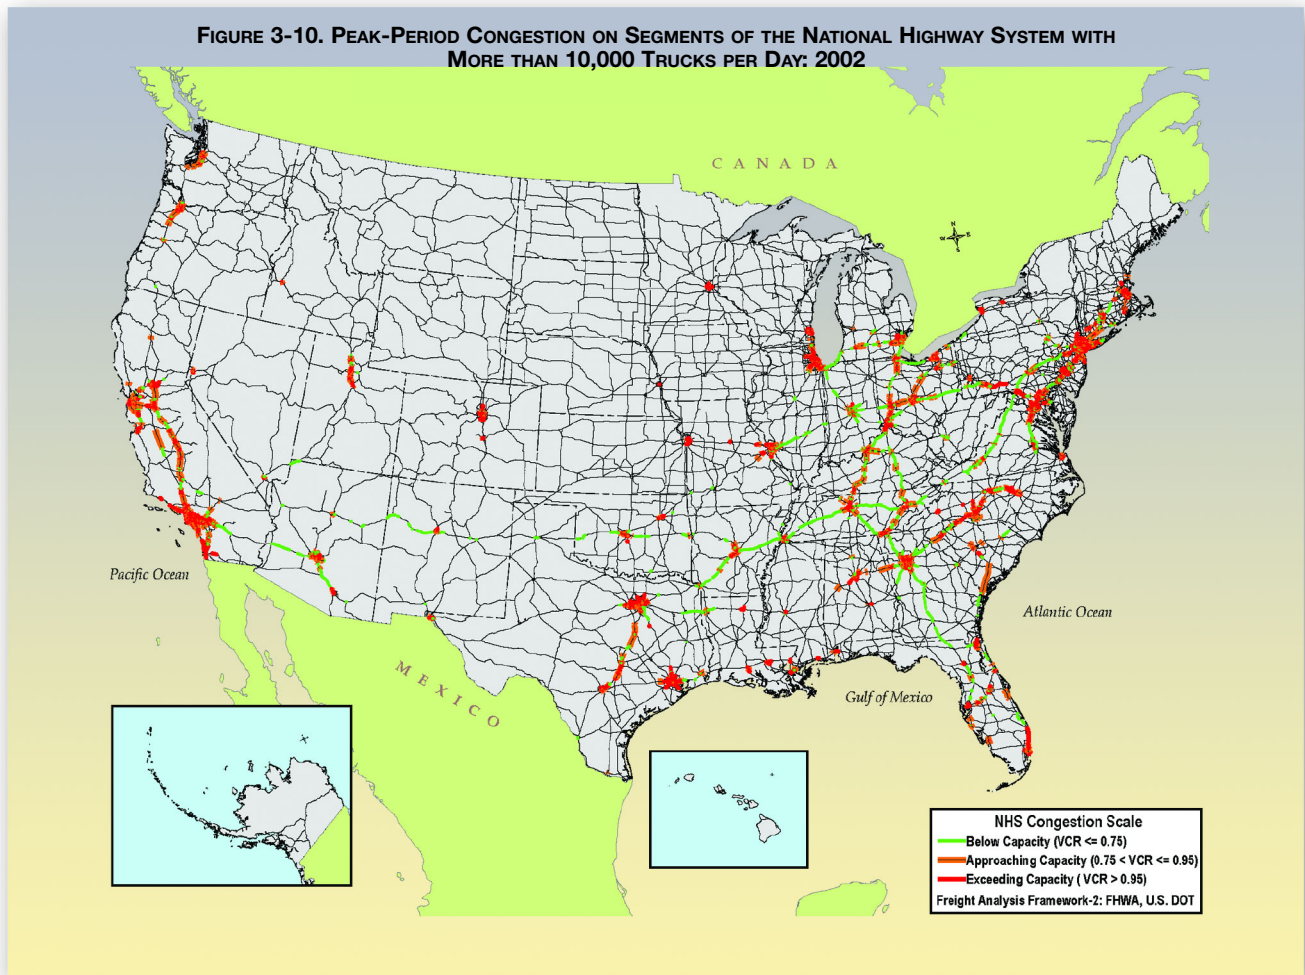 FIGURE 3-10. PEAK-PERIOD CONGESTION ON SEGMENTS OF THE NATIONAL HIGHWAY SYSTEM WITH
MORE THAN 10,000 TRUCKS PER DAY: 2002
CANADA
N
W E
S
Pacific Ocean
Atlantic Ocean
MEXICO
Gulf of Mexico
NHS Congestion Scale
Below Capacity (VCR <= 0.75)
Approaching Capacity (0.75 < VCR <= 0.95)
Exceeding Capacity ( VCR > 0.95)
Freight Analysis Framework-2: FHWA, U.S. DOT